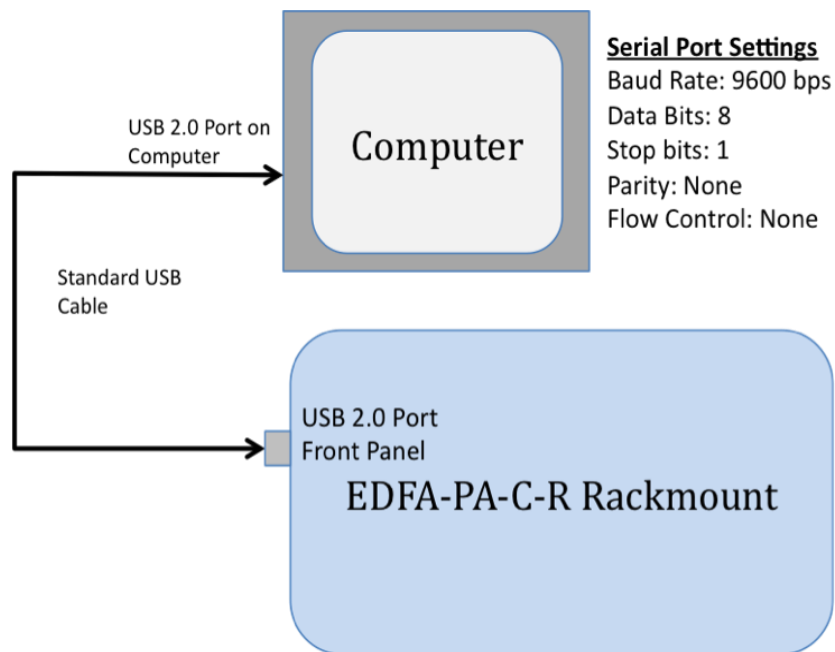 Serial Port Settings
Baud Rate: 9600 bps
Data Bits: 8
Stop bits: 1
Parity: None
Flow Control: None
USB 2.0 Port on
Computer
Computer
Standard USB
Cable
USB 2.0 Port
Front Panel
EDFA-PA-C-R Rackmount